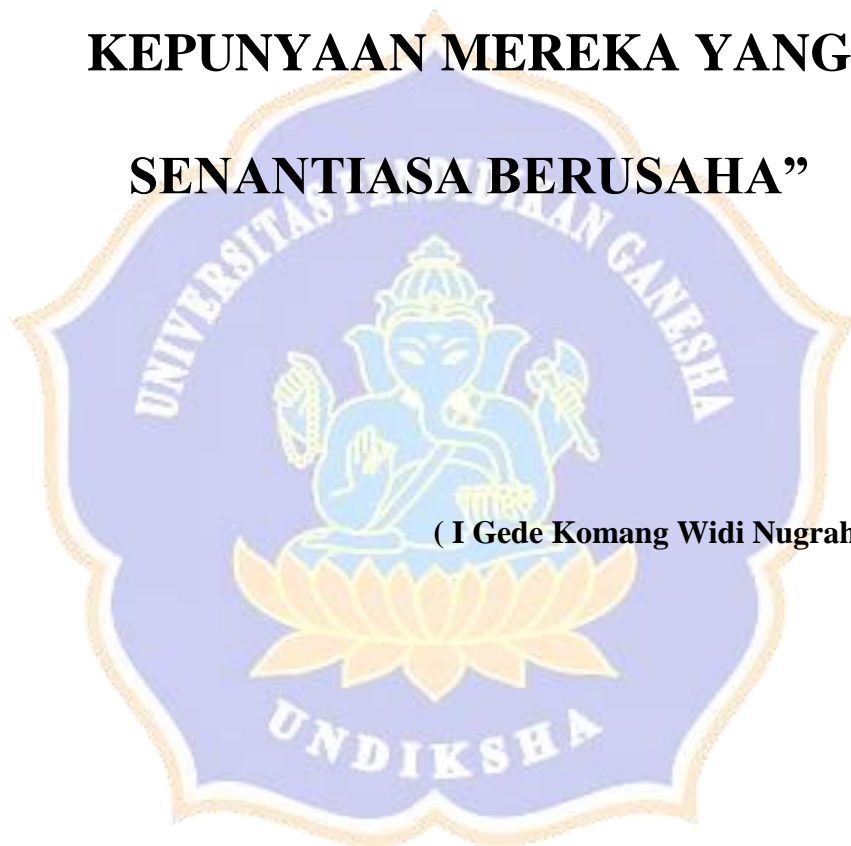 KEPUNYAAN MEREKA YANG
SENANTIASA BERUSAHA”
UNIVERSITAS PENDIDIKAN GANESHA
( I Gede Komang Widi Nugrah
UNDIKSHA